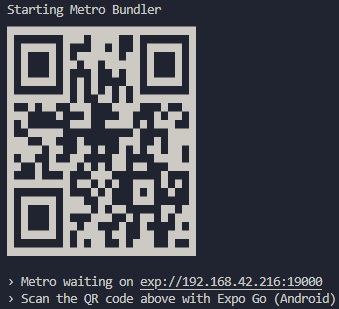 Starting Metro Bundler
› Metro waiting on exp://192.168.42.216:19000
› Scan the QR code above with Expo Go (Android)